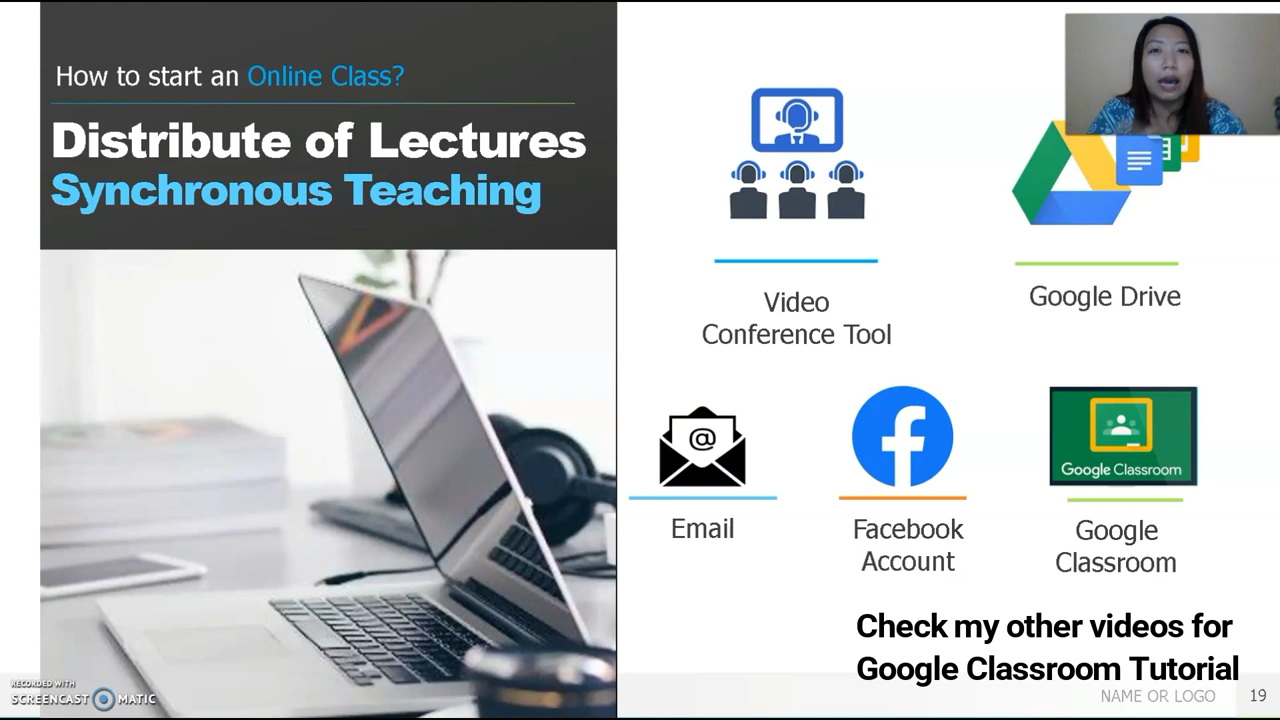 How to start an Online Class?
Distribute of Lectures
Synchronous Teaching
Video
Conference Tool
Google Drive
@
Google Classroom
Email
Facebook
Account
Google
Classroom
Check my other videos for
Google Classroom Tutorial
RECORDED WITH
SCREENCAST MATIC
NAME OR LOGO
19